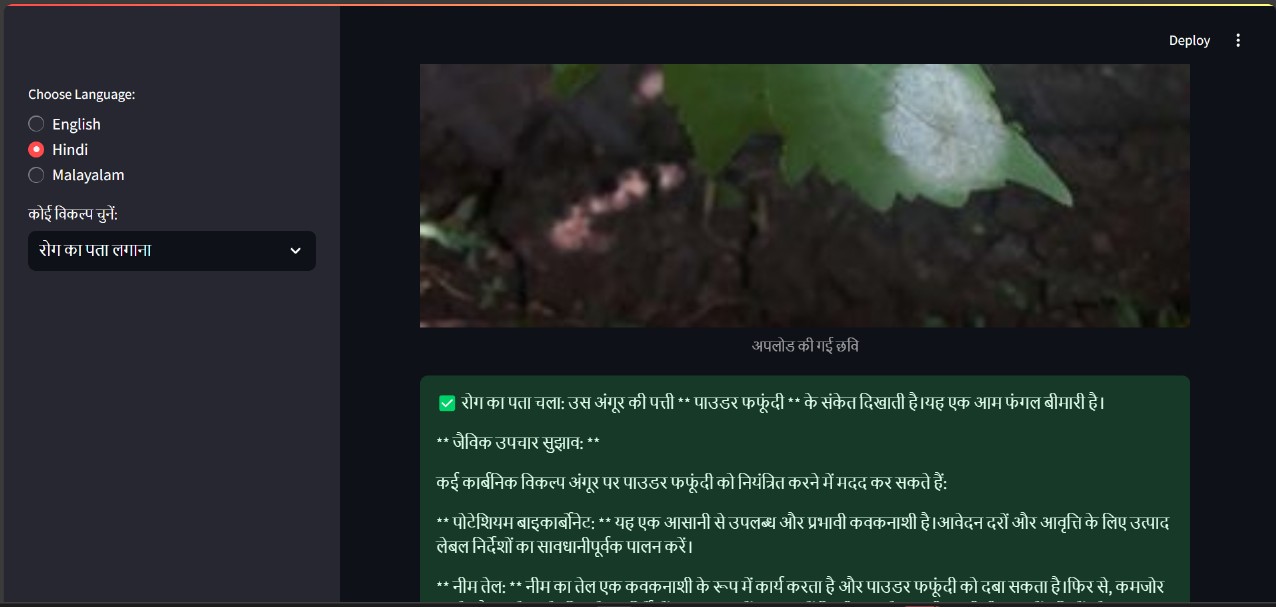 Deploy
Choose Language:
English
Hindi
Malayalam
कोई विकल्प चुनें:
रोग का पता लगाना
अपलोड की गई छवि
✅ रोग का पता चला: उस अंगूर की पत्ती ** पाउडर फफूंदी ** के संकेत दिखाती है।यह एक आम फंगल बीमारी है।
** जैविक उपचार सुझाव: **
कई कार्बनिक विकल्प अंगूर पर पाउडर फफूंदी को नियंत्रित करने में मदद कर सकते हैं:
** पोटेशियम बाइकार्बोनेट: ** यह एक आसानी से उपलब्ध और प्रभावी कवकनाशी है।आवेदन दरों और आवृत्ति के लिए उत्पाद
लेबल निर्देशों का सावधानीपूर्वक पालन करें।
** नीम तेल: ** नीम का तेल एक कवकनाशी के रूप में कार्य करता है और पाउडर फफूंदी को दबा सकता है।फिर से, कमजोर